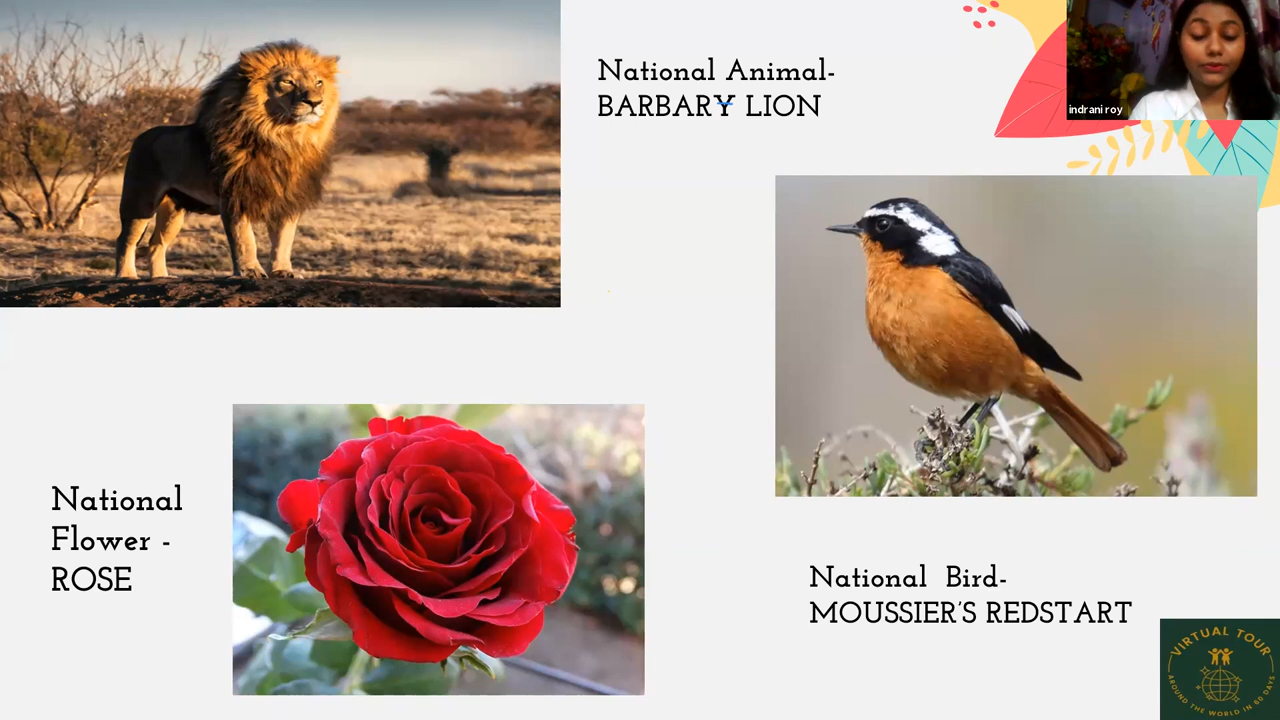 National Animal-
BARBARY LION
indrani roy
National
Flower -
ROSE
National Bird-
MOUSSIER'S REDSTART
VIRTUAL TOUR
AROUND THE WORLD IN 60 DAYS